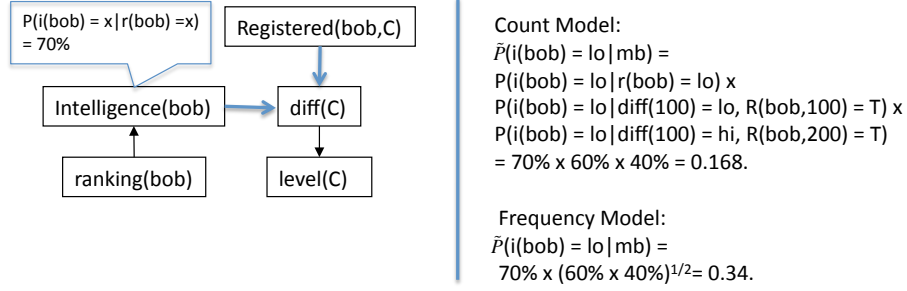 P(i(bob) = x|r(bob) =x)
= 70%
Registered(bob,C)
Intelligence(bob)
diff(C)
ranking(bob)
level(C)
Count Model:
P̃(i(bob) = lo|mb) =
P(i(bob) = lo|r(bob) = lo) x
P(i(bob) = lo|diff(100) = lo, R(bob,100) = T) x
P(i(bob) = lo|diff(100) = hi, R(bob,200) = T)
= 70% x 60% x 40% = 0.168.
Frequency Model:
P̃(i(bob) = lo|mb) =
70% x (60% x 40%)^1/2= 0.34.